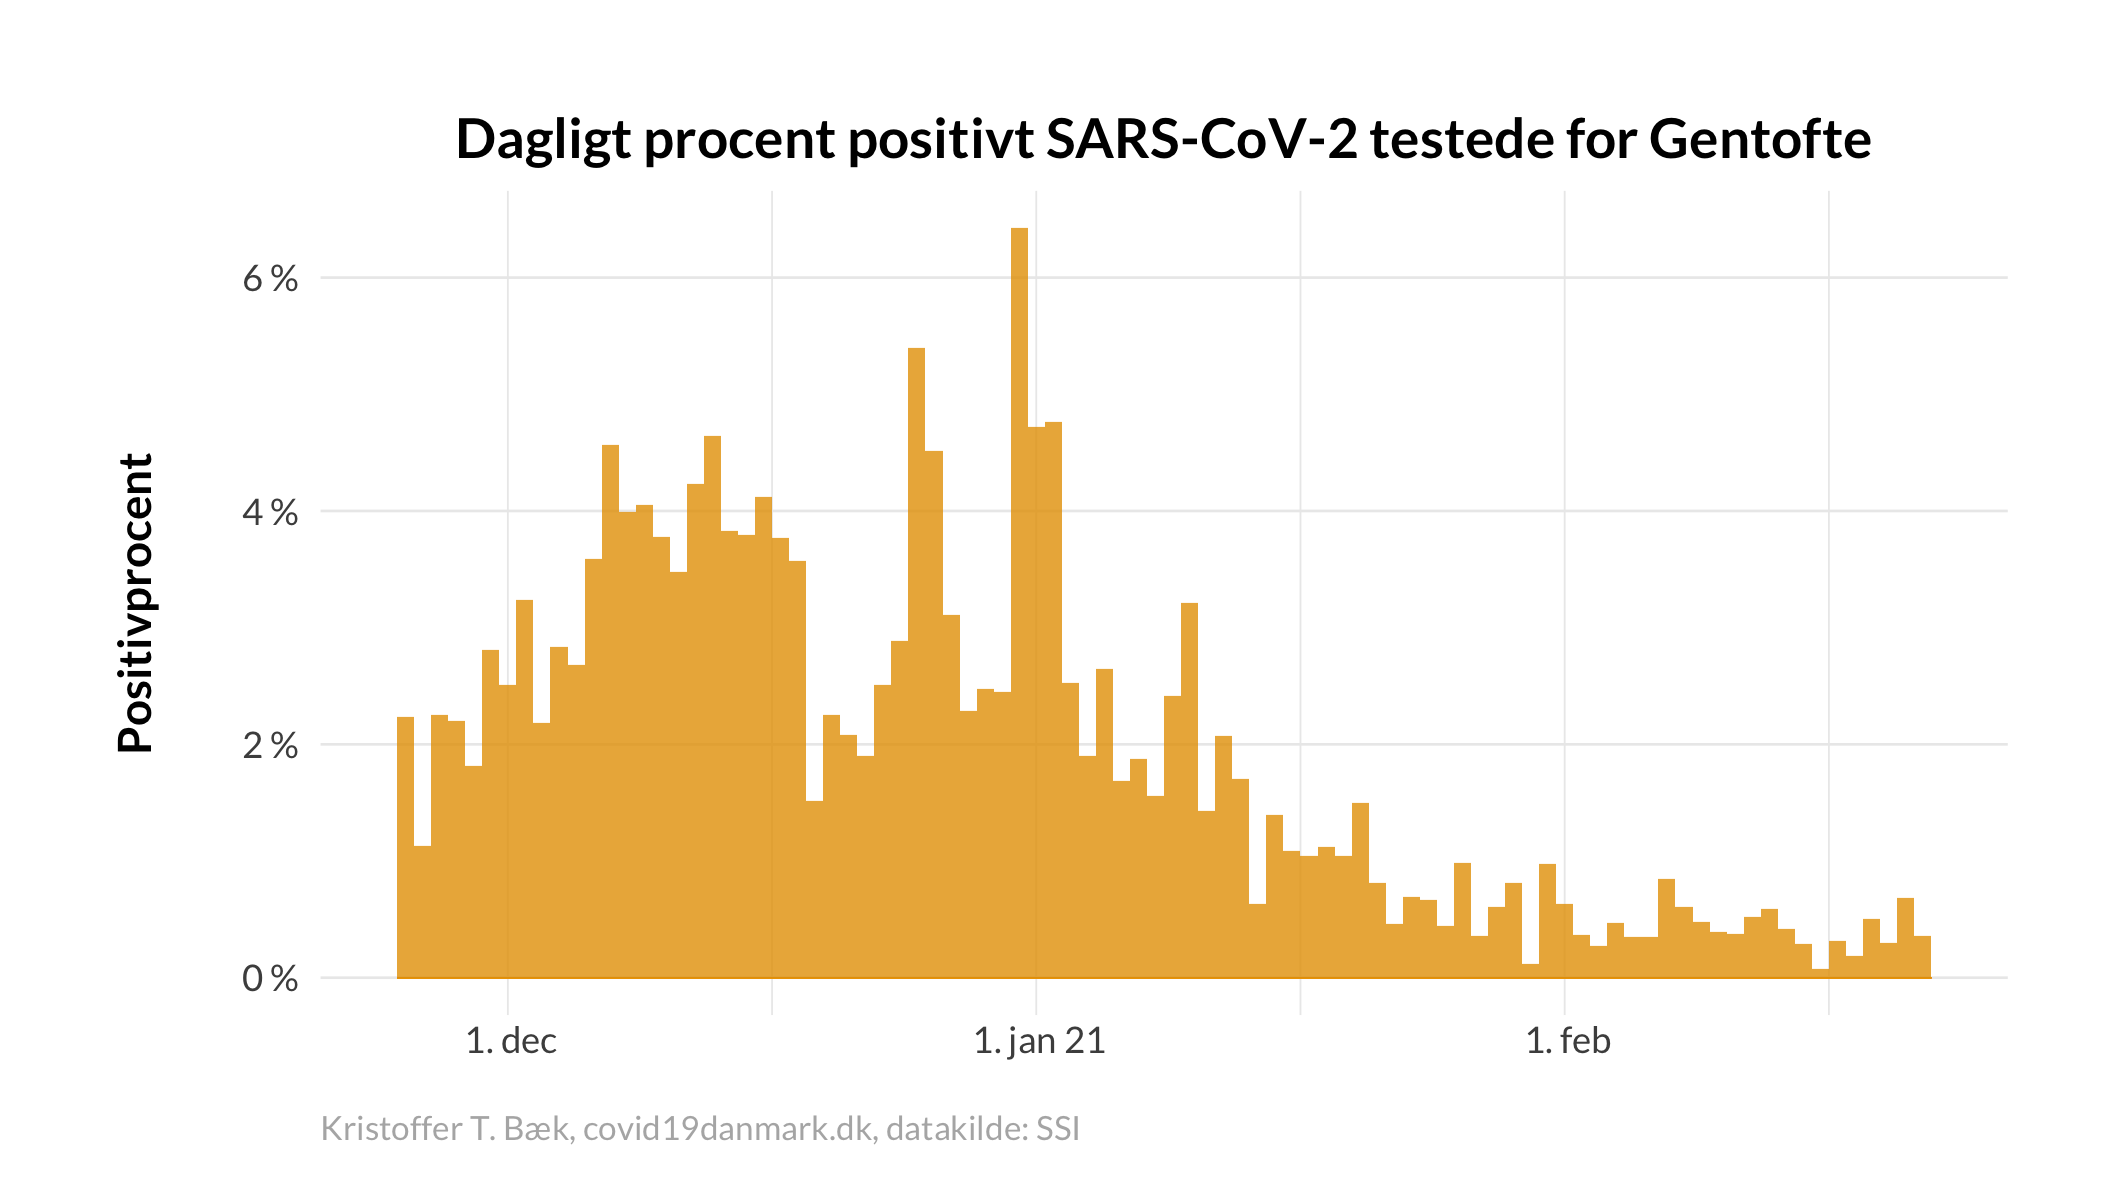 Dagligt procent positivt SARS-CoV-2 testede for Gentofte
Positivprocent
6 %
4 %
2 %
0 %
1. dec
1. jan 21
1. feb
Kristoffer T. Bæk, covid19danmark.dk, datakilde: SSI